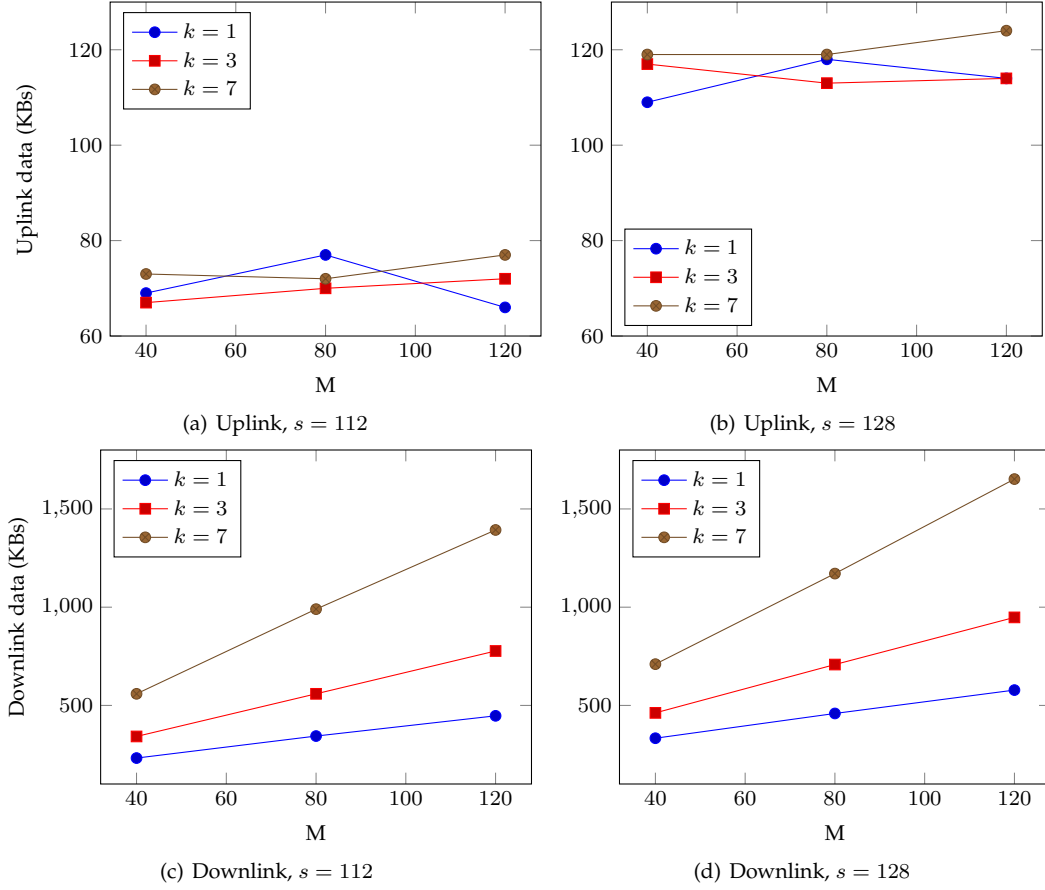 k = 1
k = 3
k = 7
120
100
80
60
40 60 80 100 120
Uplink data (KBs)
M
(a) Uplink, s = 112
120
100
80
60
k = 1
k = 3
k = 7
40 60 80 100 120
M
(b) Uplink, s = 128
k = 1
k = 3
k = 7
1,500
1,000
500
40 60 80 100 120
Downlink data (KBs)
M
(c) Downlink, s = 112
k = 1
k = 3
k = 7
1,500
1,000
500
40 60 80 100 120
M
(d) Downlink, s = 128